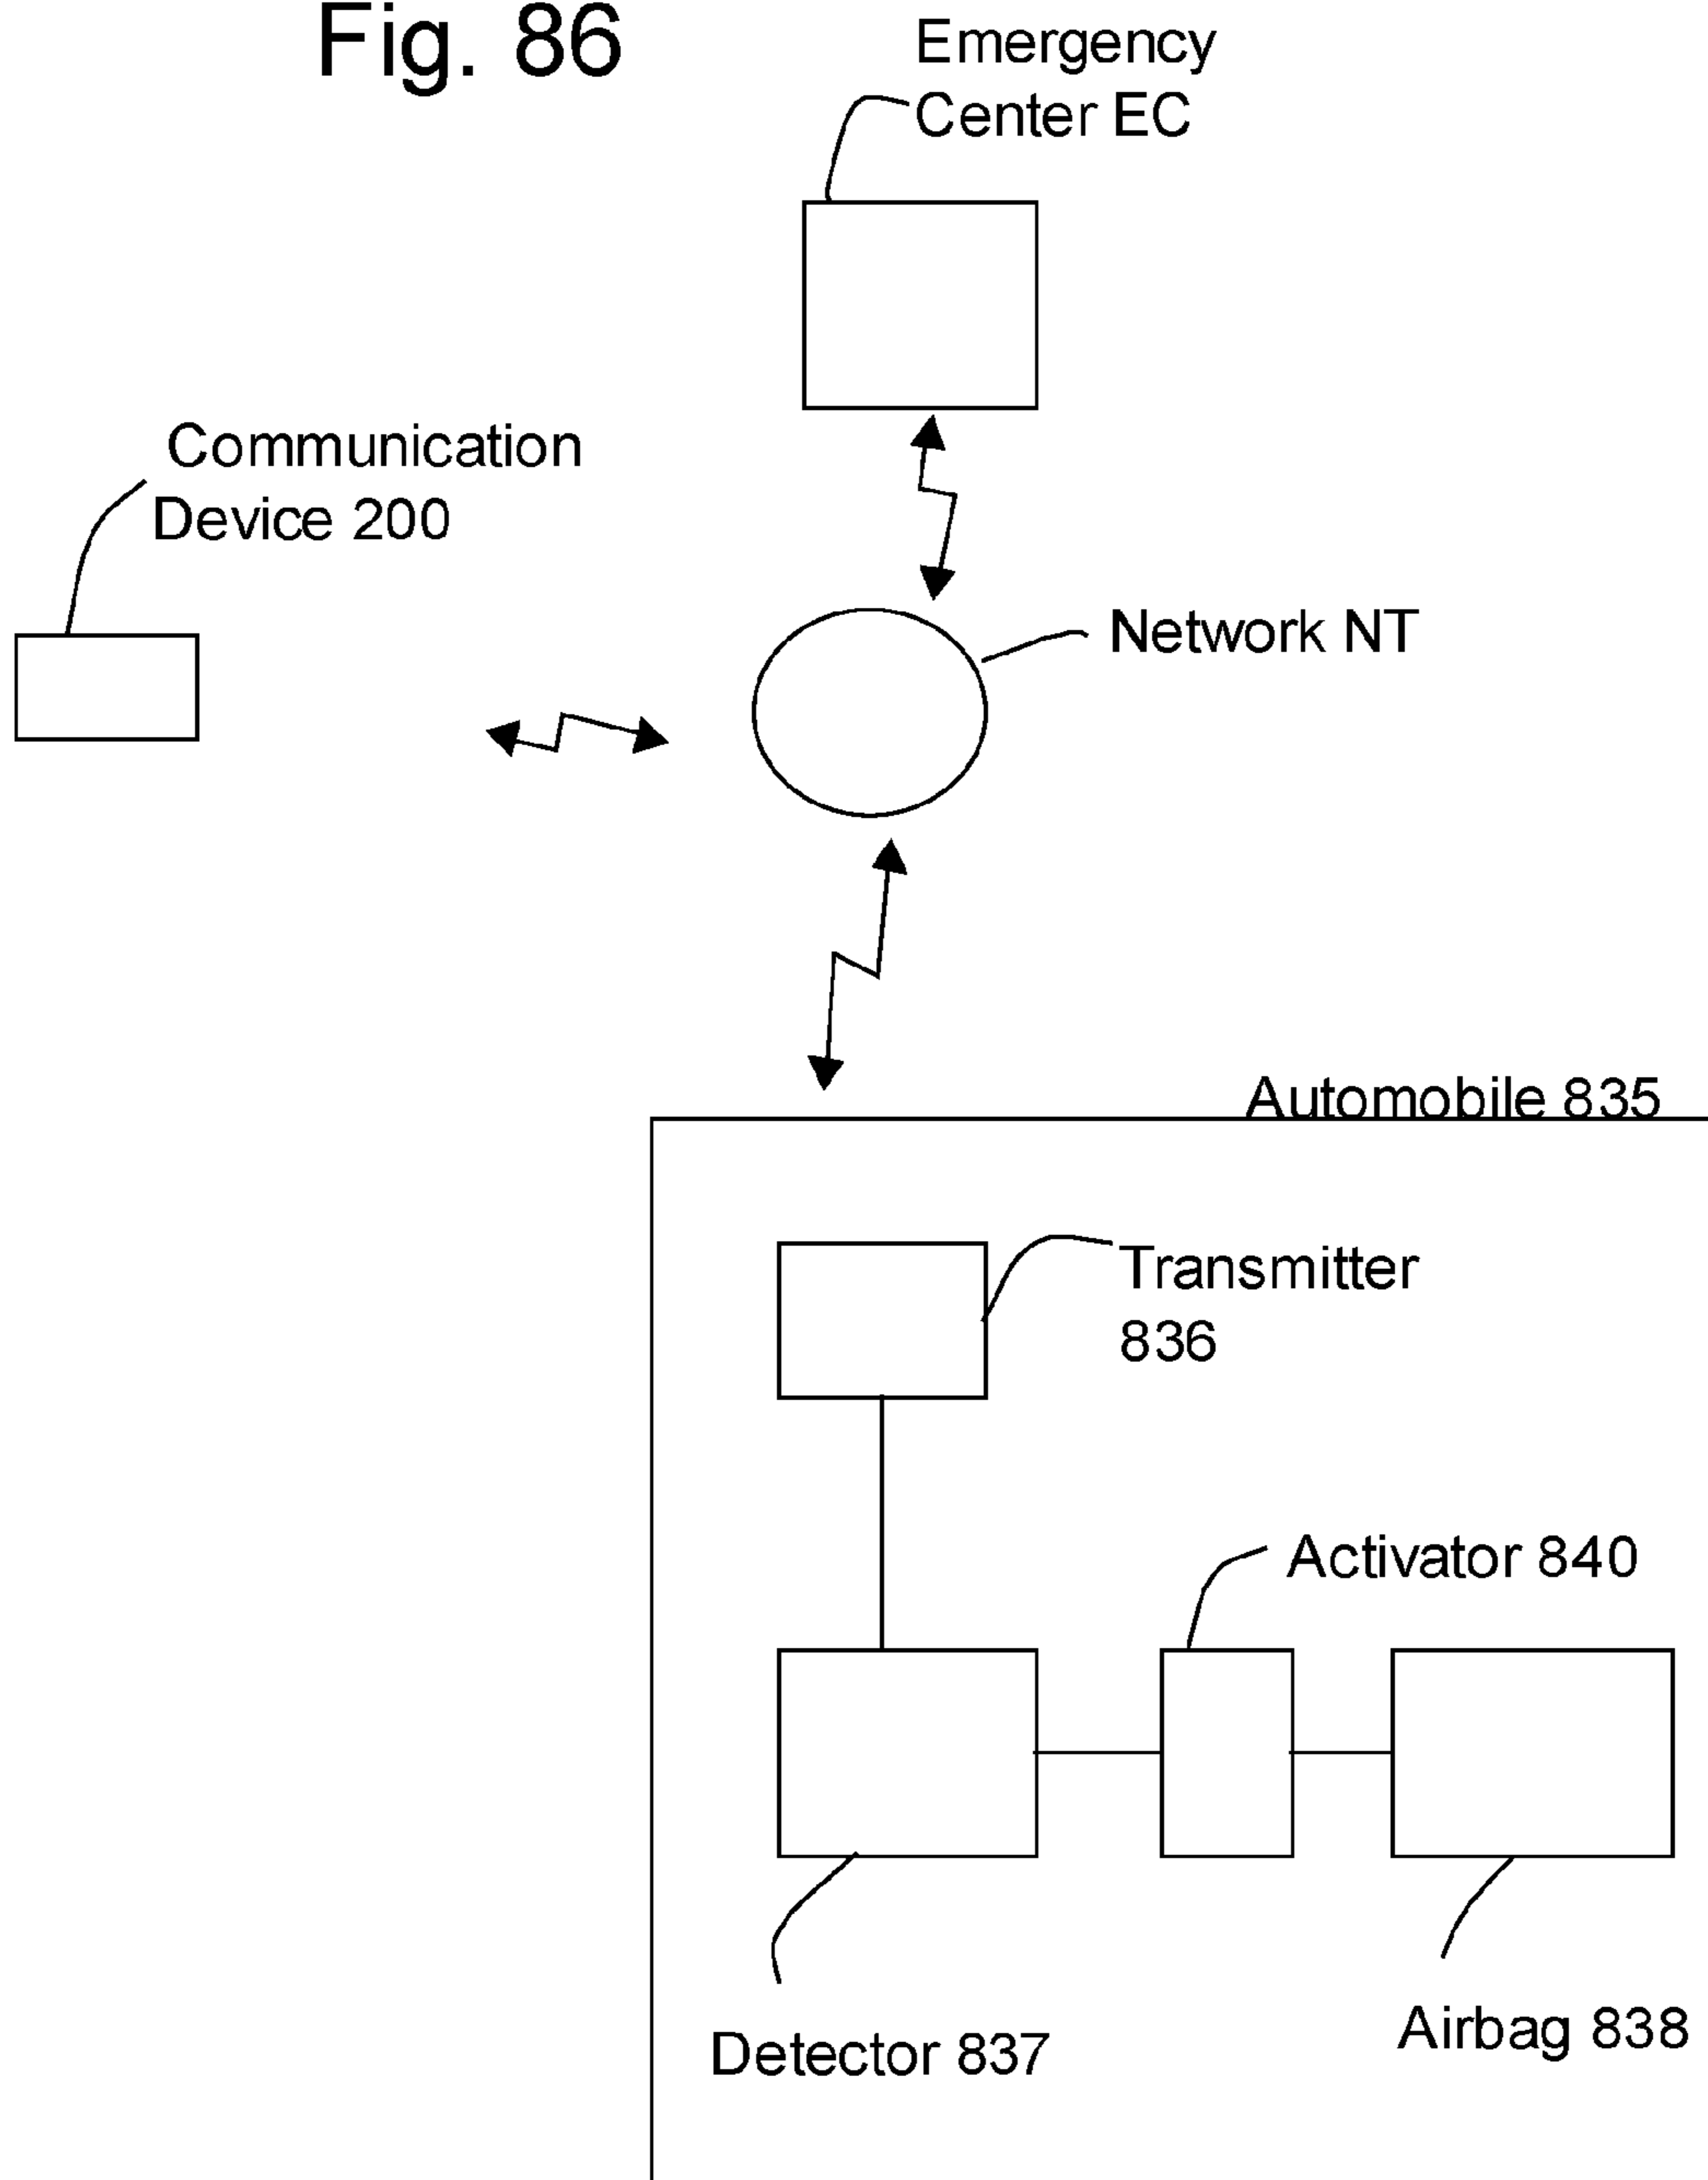 Fig. 86
Emergency
Center EC
Communication
Device 200
Network NT
Automobile 835
Transmitter
836
Activator 840
Airbag 838
Detector 837